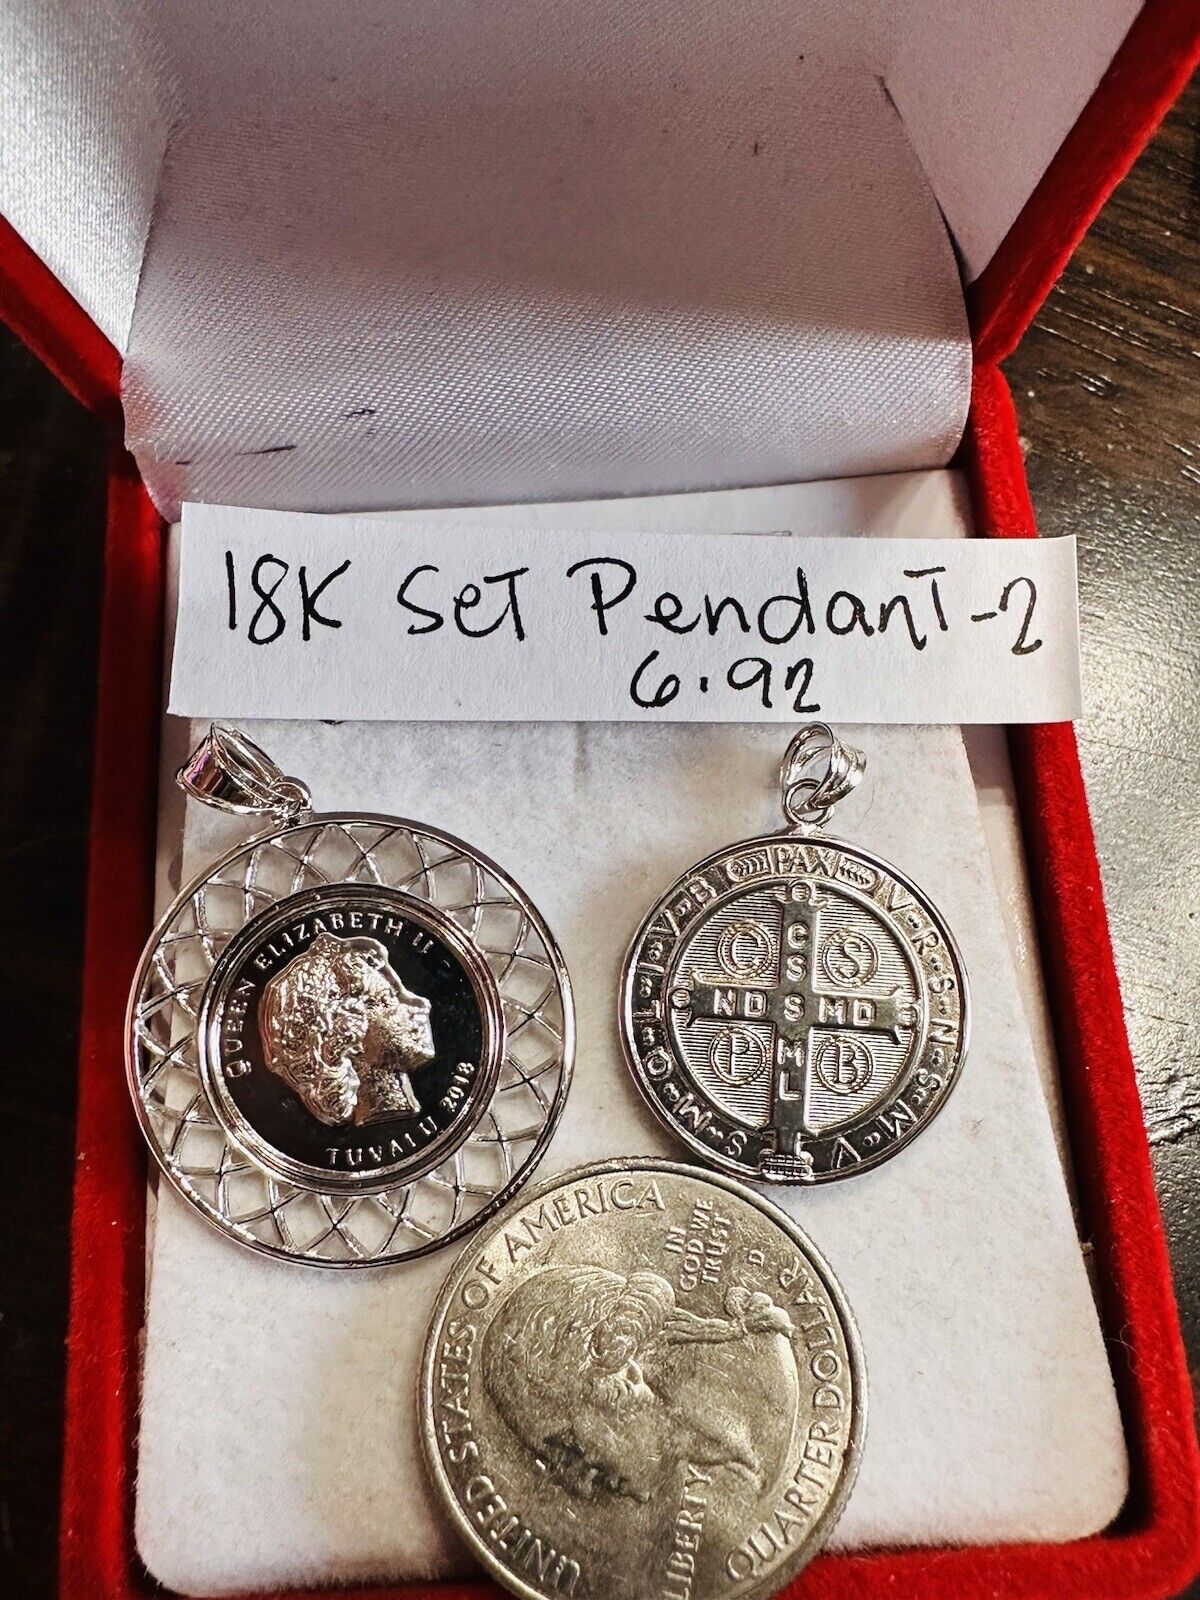 18K Set Pendant-2
6.92
QUEEN ELIZABETH II
TUVALU 2018
PAX
V R S N S M V
S M Q L I V B
C S
P B
C S S M L
N D S M D
UNITED STATES OF AMERICA
IN GOD WE TRUST
D
LIBERTY
QUARTER DOLLAR